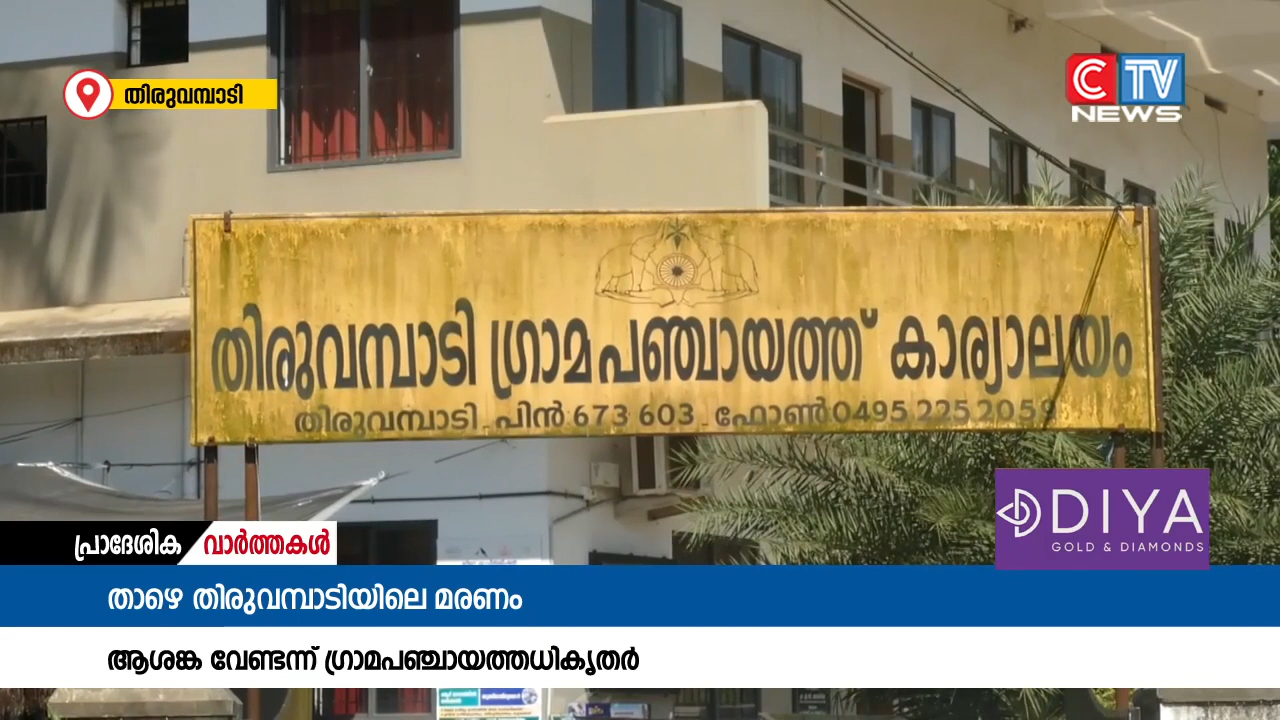 തിരുവമ്പാടി
CTV
NEWS
തിരുവമ്പാടി ഗ്രാമപഞ്ചായത്ത് കാര്യാലയം
തിരുവമ്പാടി - പിൻ 673 603 - ഫോൺ 0495 225 2059
DIYA
GOLD & DIAMONDS
പ്രാദേശിക വാർത്തകൾ
താഴെ തിരുവമ്പാടിയിലെ മരണം
ആശങ്ക വേണ്ടന്ന് ഗ്രാമപഞ്ചായത്തധികൃതർ